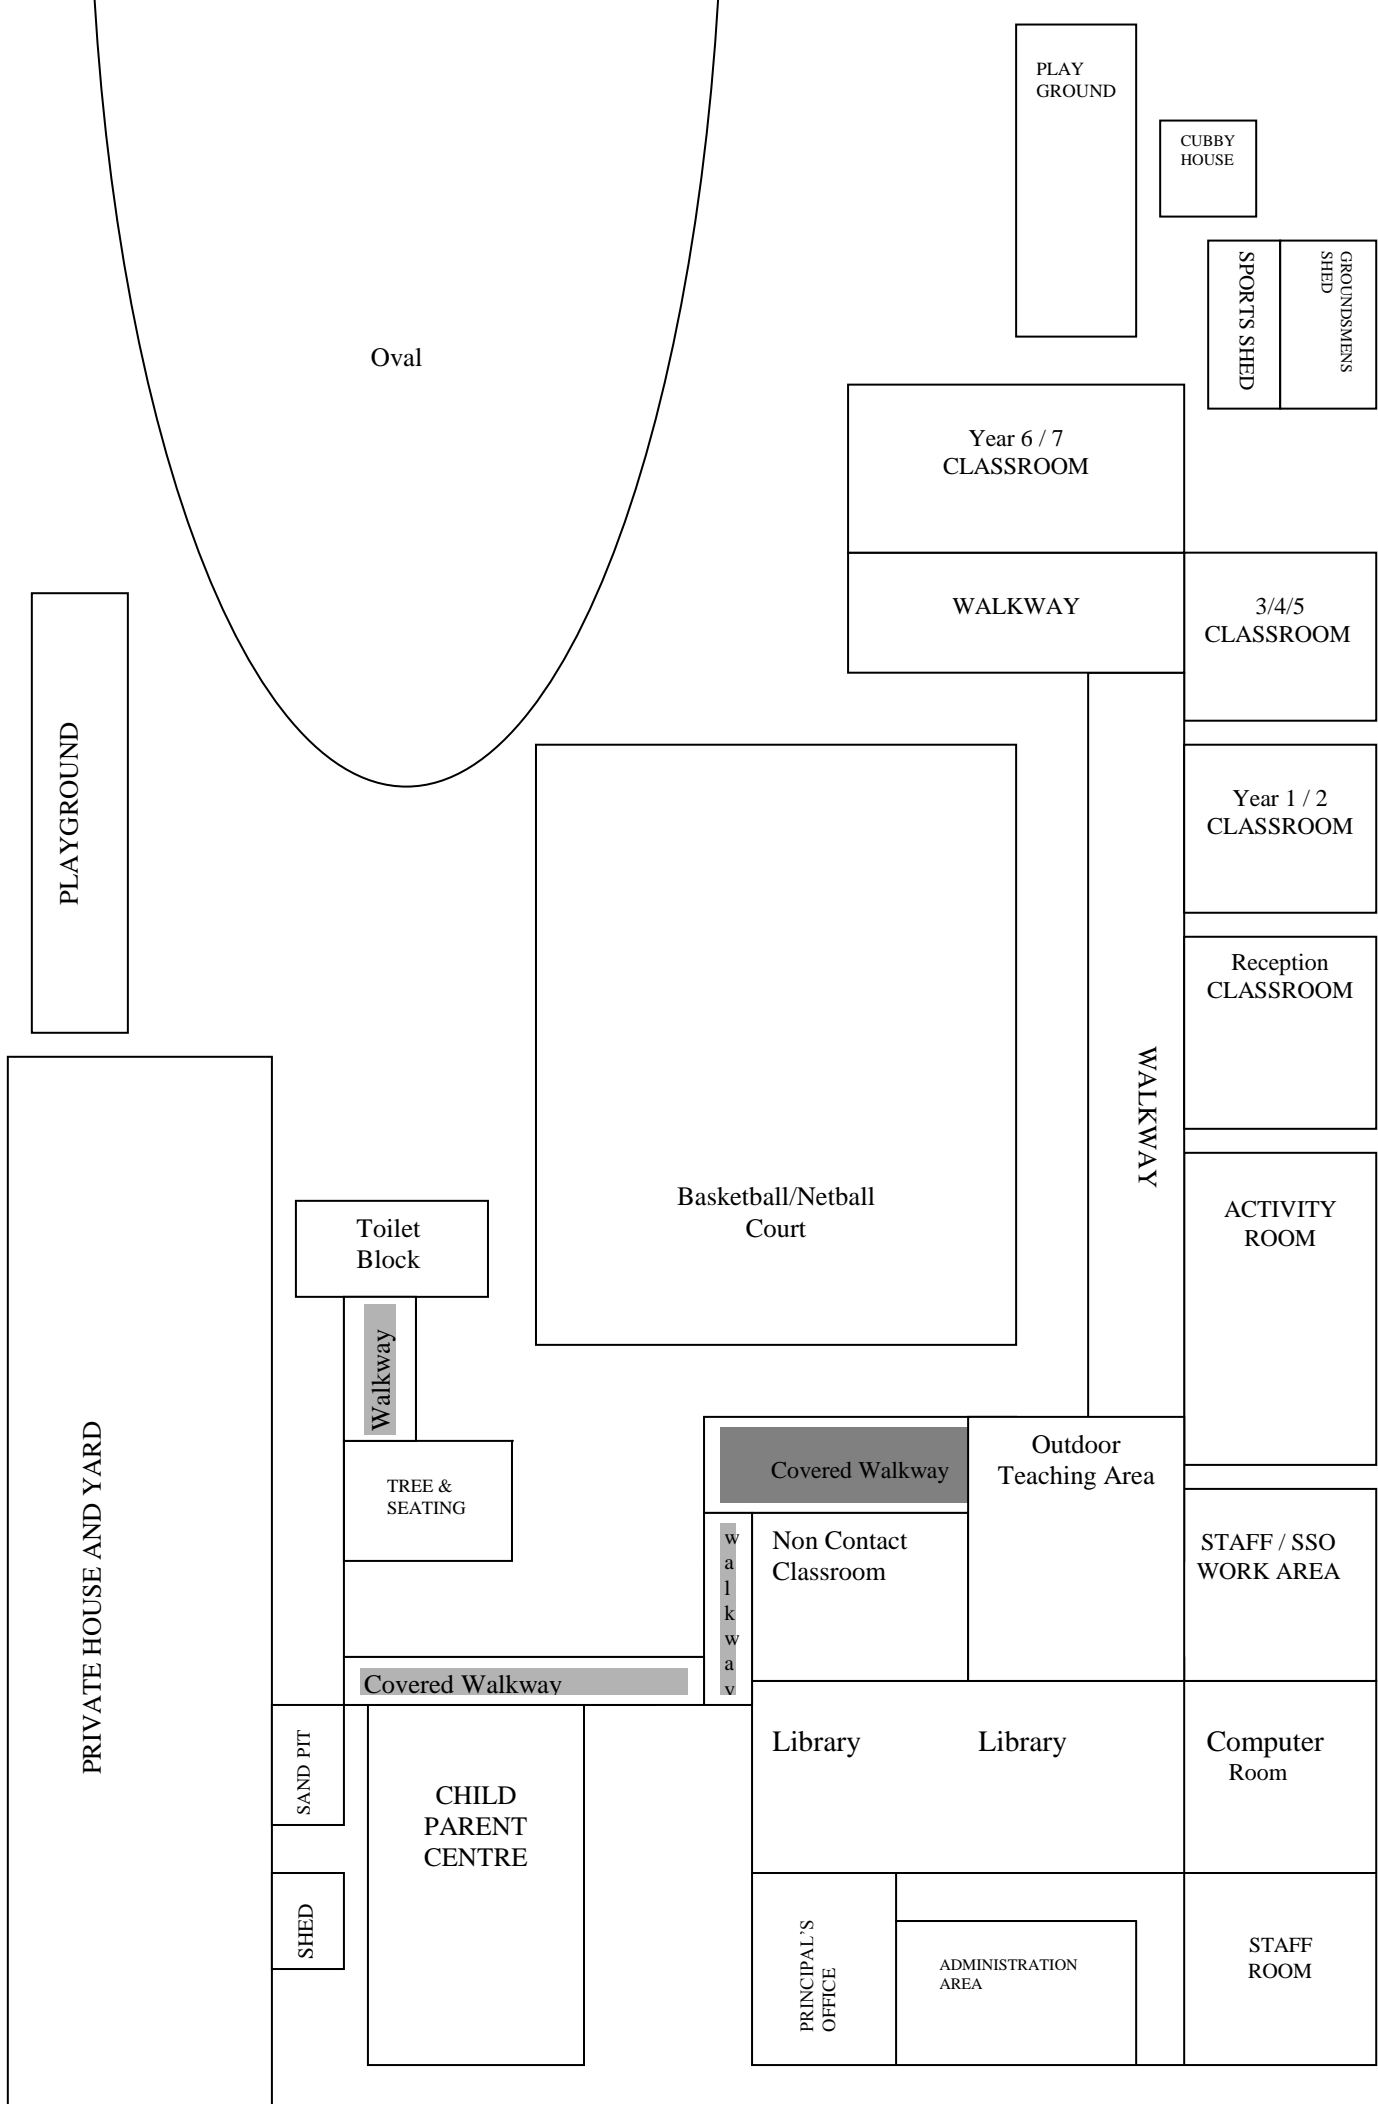 PLAY
GROUND
CUBBY
HOUSE
SPORTS SHED
GROUNDSMENS
SHED
Oval
Year 6 / 7
CLASSROOM
WALKWAY
3/4/5
CLASSROOM
PLAYGROUND
Year 1 / 2
CLASSROOM
Reception
CLASSROOM
WALKWAY
Basketball/Netball
Court
ACTIVITY
ROOM
Toilet
Block
Walkway
PRIVATE HOUSE AND YARD
TREE &
SEATING
Covered Walkway
Outdoor
Teaching Area
walkway
Non Contact
Classroom
STAFF / SSO
WORK AREA
Covered Walkway
SAND PIT
CHILD
PARENT
CENTRE
Library Library
Computer
Room
SHED
PRINCIPAL'S
OFFICE
ADMINISTRATION
AREA
STAFF
ROOM